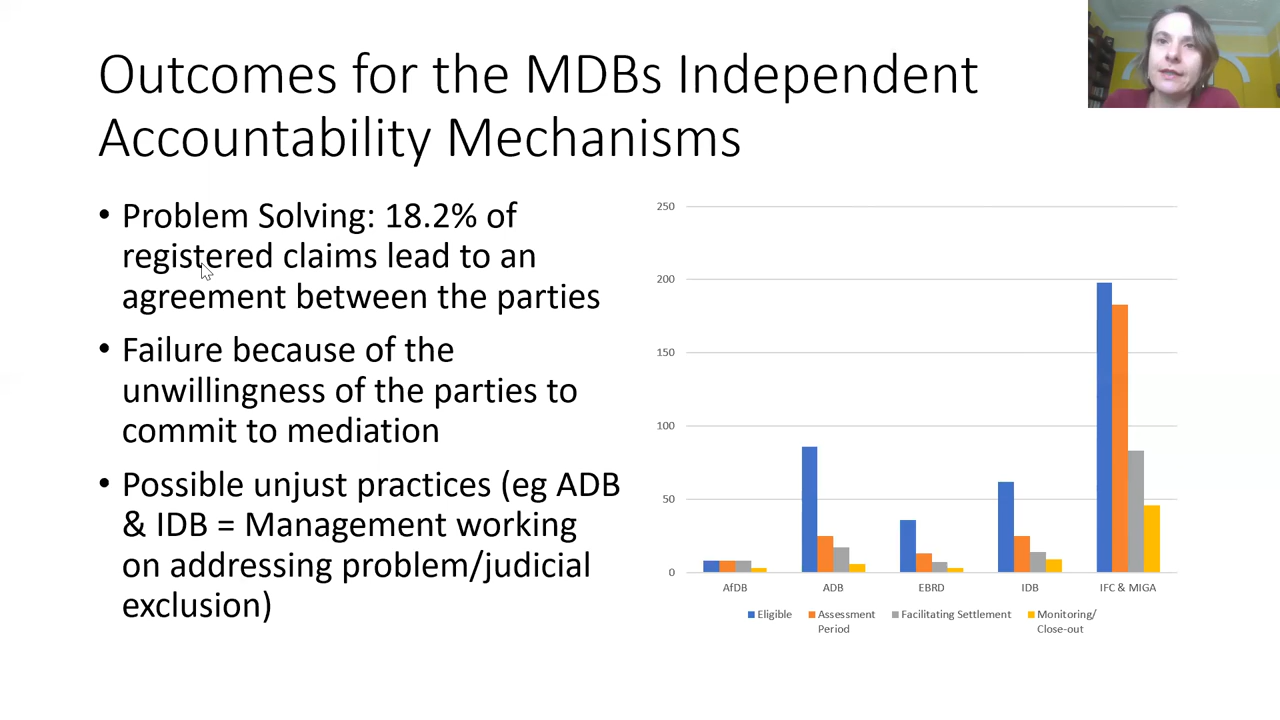 Outcomes for the MDBs Independent
Accountability Mechanisms
• Problem Solving: 18.2% of
registered claims lead to an
agreement between the parties
• Failure because of the
unwillingness of the parties to
commit to mediation
• Possible unjust practices (eg ADB
& IDB = Management working
on addressing problem/judicial
exclusion)
250
200
150
100
50
0
AfDB ADB EBRD IDB IFC & MIGA
Eligible Assessment Facilitating Settlement Monitoring/
Period Close-out